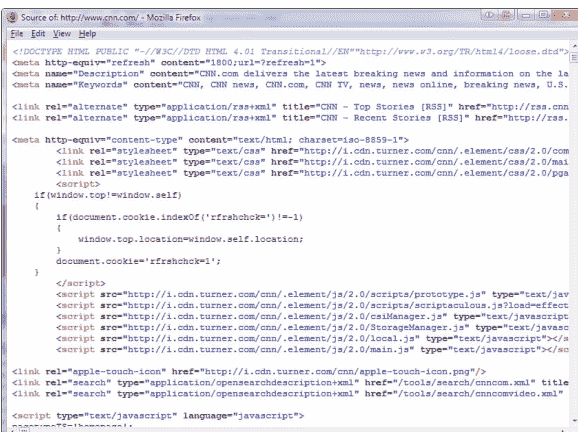 Source of: http://www.cnn.com/ - Mozilla Firefox
File Edit View Help
<!DOCTYPE HTML PUBLIC "-//W3C//DTD HTML 4.01 Transitional//EN""http://www.w3.org/TR/html4/loose.dtd">
<meta http-equiv="refresh" content="1800;url=?refresh=1">
<meta name="Description" content="CNN.com delivers the latest breaking news and information on the la
<meta name="Keywords" content="CNN, CNN news, CNN.com, CNN TV, news, news online, breaking news, U.S.
<link rel="alternate" type="application/rss+xml" title="CNN - Top Stories [RSS]" href="http://rss.cnn
<link rel="alternate" type="application/rss+xml" title="CNN - Recent Stories [RSS]" href="http://rss.
<meta http-equiv="content-type" content="text/html; charset=iso-8859-1">
<link rel="stylesheet" type="text/css" href="http://i.cdn.turner.com/cnn/.element/css/2.0/com
<link rel="stylesheet" type="text/css" href="http://i.cdn.turner.com/cnn/.element/css/2.0/mai
<link rel="stylesheet" type="text/css" href="http://i.cdn.turner.com/cnn/.element/css/2.0/pga
<script>
if(window.top!=window.self)
{
if(document.cookie.indexOf('rfrshchck=')!=-1)
{
window.top.location=window.self.location;
}
document.cookie='rfrshchck=1';
}
</script>
<script src="http://i.cdn.turner.com/cnn/.element/js/2.0/scripts/prototype.js" type="text/jav
<script src="http://i.cdn.turner.com/cnn/.element/js/2.0/scripts/scriptaculous.js?load=effect
<script src="http://i.cdn.turner.com/cnn/.element/js/2.0/csiManager.js" type="text/javascript
<script src="http://i.cdn.turner.com/cnn/.element/js/2.0/StorageManager.js" type="text/javasc
<script src="http://i.cdn.turner.com/cnn/.element/js/2.0/local.js" type="text/javascript"></s
<script src="http://i.cdn.turner.com/cnn/.element/js/2.0/main.js" type="text/javascript"></sc
<link rel="apple-touch-icon" href="http://i.cdn.turner.com/cnn/apple-touch-icon.png"/>
<link rel="search" type="application/opensearchdescription+xml" href="/tools/search/cnncom.xml" title
<link rel="search" type="application/opensearchdescription+xml" href="/tools/search/cnncomvideo.xml"
<script type="text/javascript" language="javascript">